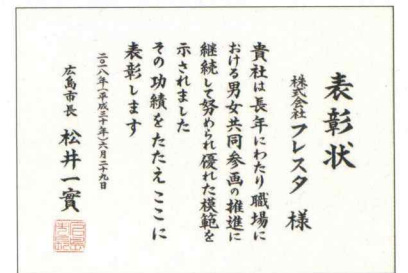 表彰状
株式会社フレスタ 様
貴社は長年にわたり職場に
おける男女共同参画の推進に
継続して努められ優れた模範を
示されました
その功績をたたえここに
表彰します
二〇一八年(平成三十年)六月二十九日
広島市長 松井一實